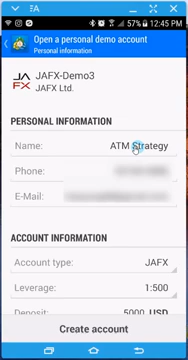 57% 12:45 PM
Open a personal demo account
Personal information
JAFX
JAFX-Demo3
JAFX Ltd.
PERSONAL INFORMATION
Name: ATM Strategy
Phone:
E-Mail:
ACCOUNT INFORMATION
Account type: JAFX
Leverage: 1:500
Deposit: 5000 USD
Create account